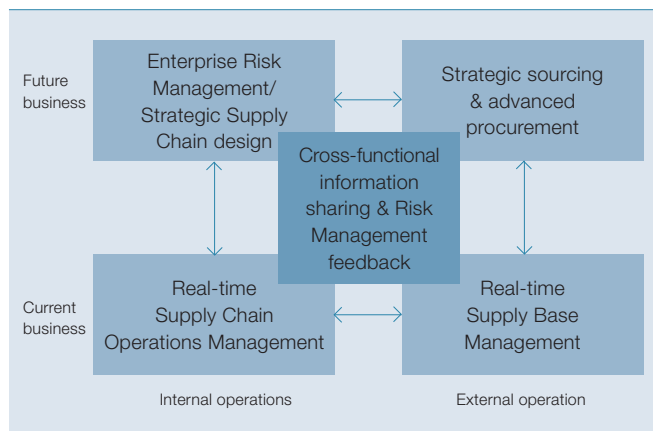 Future
business
Enterprise Risk
Management/
Strategic Supply
Chain design
Strategic sourcing
& advanced
procurement
Cross-functional
information
sharing & Risk
Management
feedback
Current
business
Real-time
Supply Chain
Operations Management
Real-time
Supply Base
Management
Internal operations
External operation